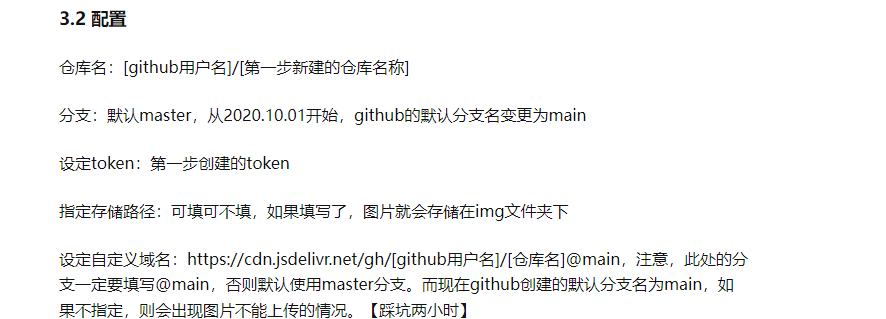 3.2 配置
仓库名：[github用户名]/[第一步新建的仓库名称]
分支：默认master，从2020.10.01开始，github的默认分支名变更为main
设定token：第一步创建的token
指定存储路径：可填可不填，如果填写了，图片就会存储在img文件夹下
设定自定义域名：https://cdn.jsdelivr.net/gh/[github用户名]/[仓库名]@main，注意，此处的分
支一定要填写@main，否则默认使用master分支。而现在github创建的默认分支名为main，如
果不指定，则会出现图片不能上传的情况。【踩坑两小时】